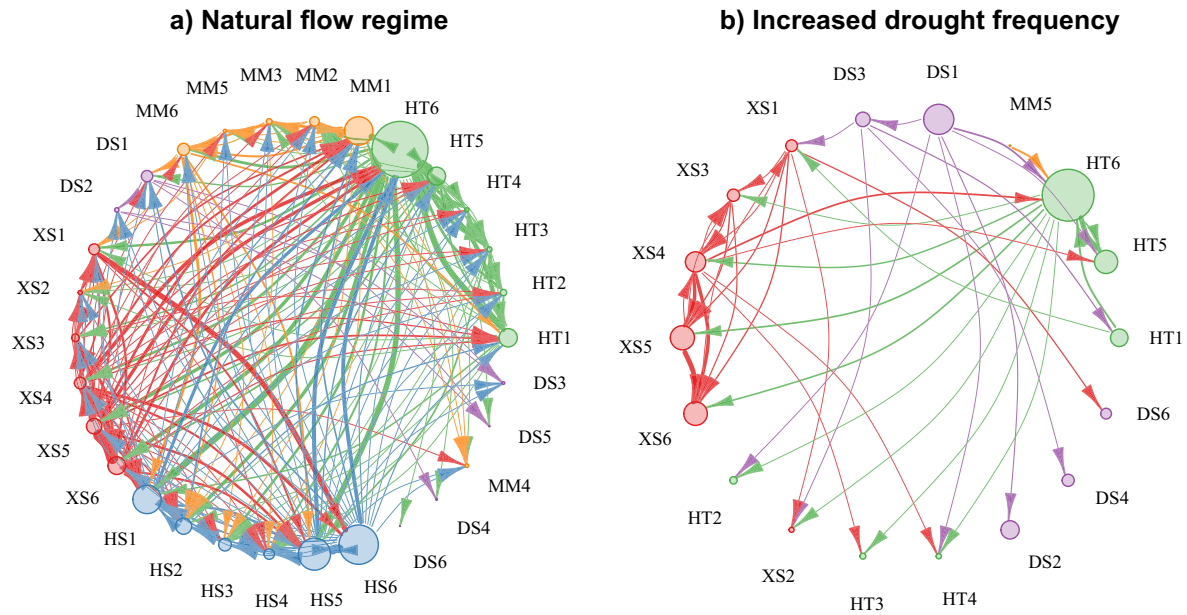 a) Natural flow regime
MM3
MM2
MM1
MM5
HT6
MM6
HT5
DS1
HT4
DS2
HT3
XS1
HT2
XS2
HT1
XS3
DS3
XS4
DS5
XS5
MM4
XS6
DS4
HS1
DS6
HS2
HS6
HS3
HS5
HS4
b) Increased drought frequency
DS3
DS1
XS1
MM5
XS3
HT6
XS4
HT5
XS5
HT1
XS6
DS6
HT2
DS4
XS2
DS2
HT3
HT4